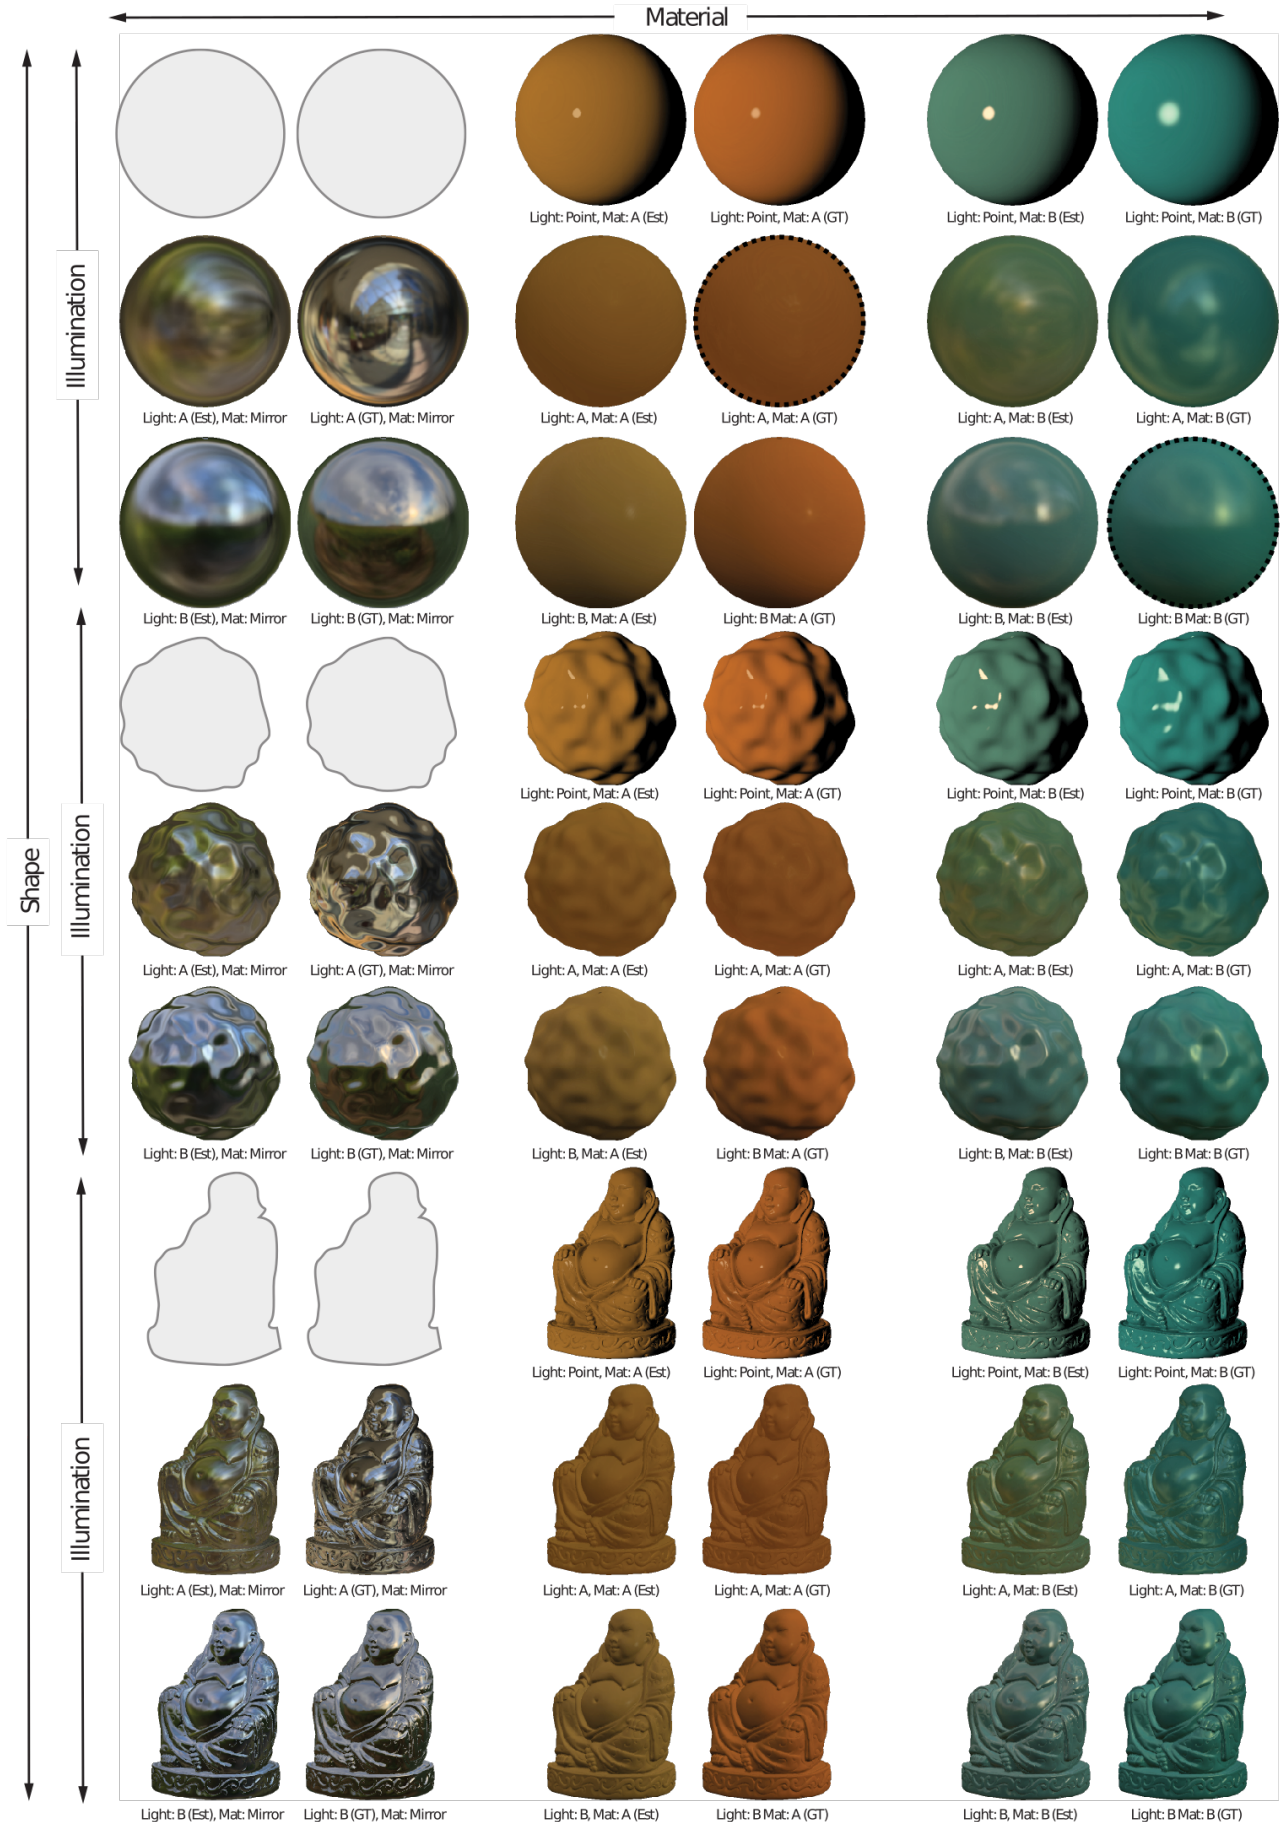 Material
Light: Point, Mat: A (Est)
Light: Point, Mat: A (GT)
Light: Point, Mat: B (Est)
Light: Point, Mat: B (GT)
Illumination
Light: A (Est), Mat: Mirror
Light: A (GT), Mat: Mirror
Light: A, Mat: A (Est)
Light: A, Mat: A (GT)
Light: A, Mat: B (Est)
Light: A, Mat: B (GT)
Light: B (Est), Mat: Mirror
Light: B (GT), Mat: Mirror
Light: B, Mat: A (Est)
Light: B Mat: A (GT)
Light: B, Mat: B (Est)
Light: B Mat: B (GT)
Light: Point, Mat: A (Est)
Light: Point, Mat: A (GT)
Light: Point, Mat: B (Est)
Light: Point, Mat: B (GT)
Shape
Illumination
Light: A (Est), Mat: Mirror
Light: A (GT), Mat: Mirror
Light: A, Mat: A (Est)
Light: A, Mat: A (GT)
Light: A, Mat: B (Est)
Light: A, Mat: B (GT)
Light: B (Est), Mat: Mirror
Light: B (GT), Mat: Mirror
Light: B, Mat: A (Est)
Light: B Mat: A (GT)
Light: B, Mat: B (Est)
Light: B Mat: B (GT)
Light: Point, Mat: A (Est)
Light: Point, Mat: A (GT)
Light: Point, Mat: B (Est)
Light: Point, Mat: B (GT)
Illumination
Light: A (Est), Mat: Mirror
Light: A (GT), Mat: Mirror
Light: A, Mat: A (Est)
Light: A, Mat: A (GT)
Light: A, Mat: B (Est)
Light: A, Mat: B (GT)
Light: B (Est), Mat: Mirror
Light: B (GT), Mat: Mirror
Light: B, Mat: A (Est)
Light: B Mat: A (GT)
Light: B, Mat: B (Est)
Light: B Mat: B (GT)